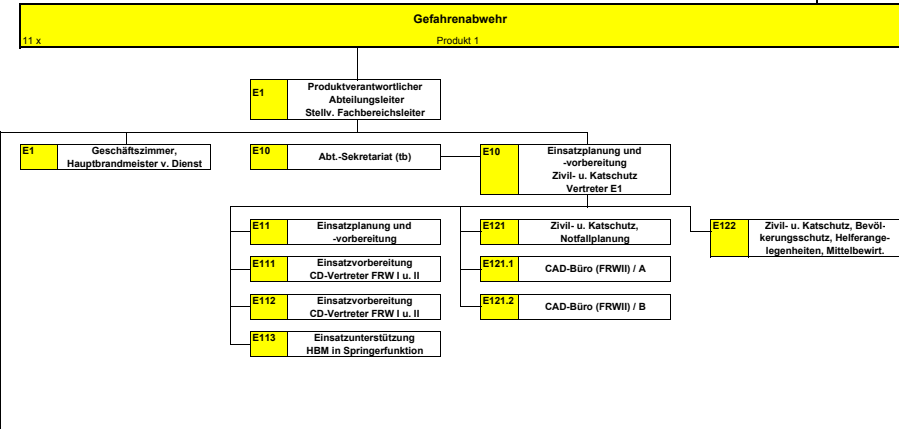 Gefahrenabwehr
11 x
Produkt 1
E1
Produktverantwortlicher
Abteilungsleiter
Stellv. Fachbereichsleiter
E1
Geschäftszimmer,
Hauptbrandmeister v. Dienst
E10
Abt.-Sekretariat (tb)
E10
Einsatzplanung und
-vorbereitung
Zivil- u. Katschutz
Vertreter E1
E11
Einsatzplanung und
-vorbereitung
E121
Zivil- u. Katschutz,
Notfallplanung
E122
Zivil- u. Katschutz, Bevöl-
kerungsschutz, Helferange-
legenheiten, Mittelbewirt.
E111
Einsatzvorbereitung
CD-Vertreter FRW I u. II
E121.1
CAD-Büro (FRWII) / A
E112
Einsatzvorbereitung
CD-Vertreter FRW I u. II
E121.2
CAD-Büro (FRWII) / B
E113
Einsatzunterstützung
HBM in Springerfunktion